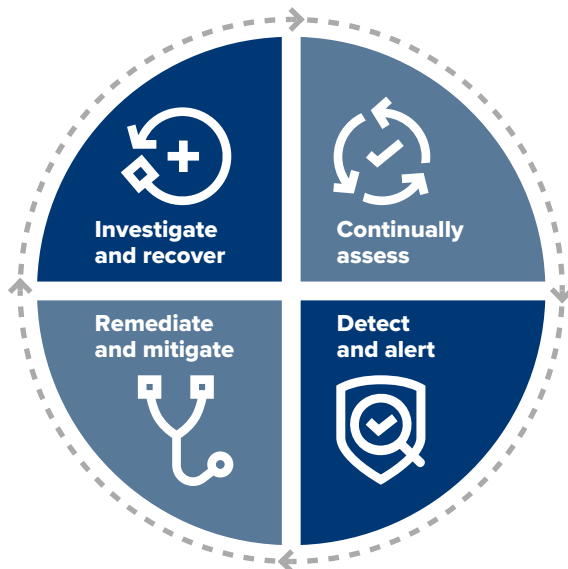 Investigate
and recover
Continually
assess
Remediate
and mitigate
Detect
and alert